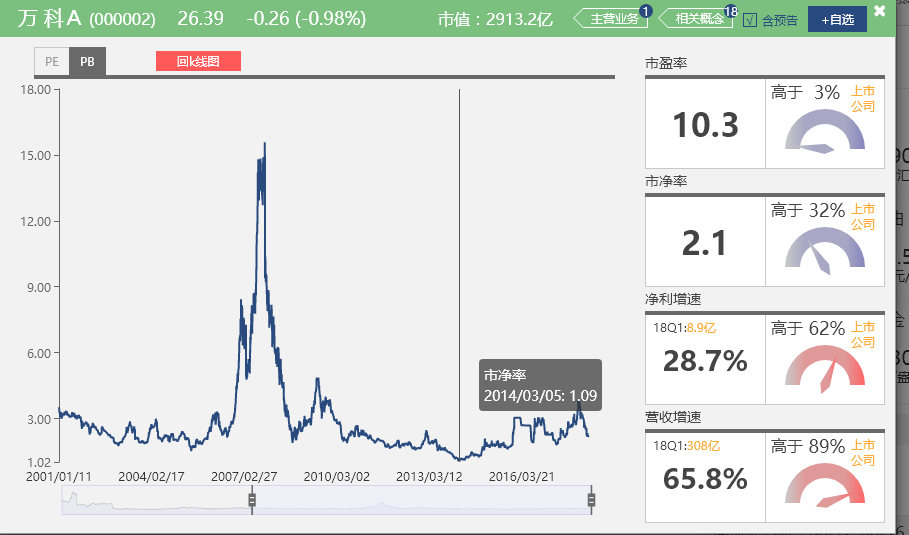 万 科A (000002) 26.39 -0.26 (-0.98%) 市值：2913.2亿 主营业务 1 相关概念 18 含预告 +自选
PE PB 回k线图
18.00
15.00
12.00
9.00
6.00
3.00
1.02
2001/01/11 2004/02/17 2007/02/27 2010/03/02 2013/03/12 2016/03/21
市净率
2014/03/05: 1.09
市盈率
10.3
高于 3% 上市
公司
市净率
2.1
高于 32% 上市
公司
净利增速
18Q1:8.9亿
28.7%
高于 62% 上市
公司
营收增速
18Q1:308亿
65.8%
高于 89% 上市
公司